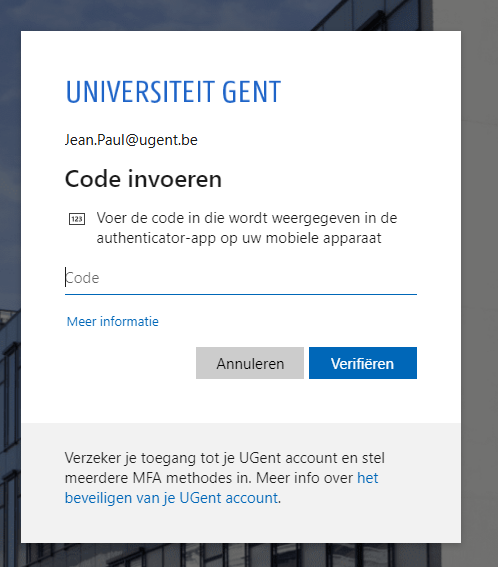 UNIVERSITEIT GENT
Jean.Paul@ugent.be
Code invoeren
123
Voer de code in die wordt weergegeven in de
authenticator-app op uw mobiele apparaat
Code
Meer informatie
Annuleren
Verifiëren
Verzeker je toegang tot je UGent account en stel
meerdere MFA methodes in. Meer info over het
beveiligen van je UGent account.